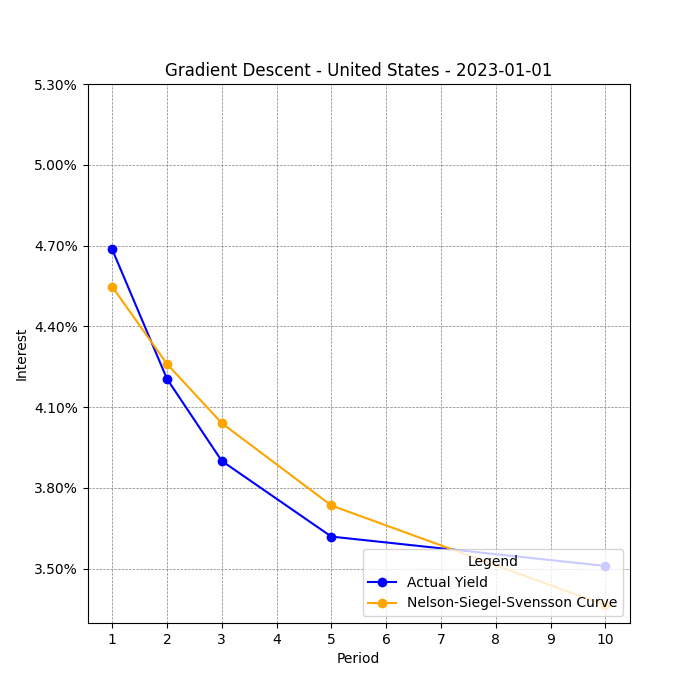 Gradient Descent - United States - 2023-01-01
5.30%
5.00%
4.70%
4.40%
4.10%
3.80%
3.50%
Interest
Legend
Actual Yield
Nelson-Siegel-Svensson Curve
1 2 3 4 5 6 7 8 9 10
Period